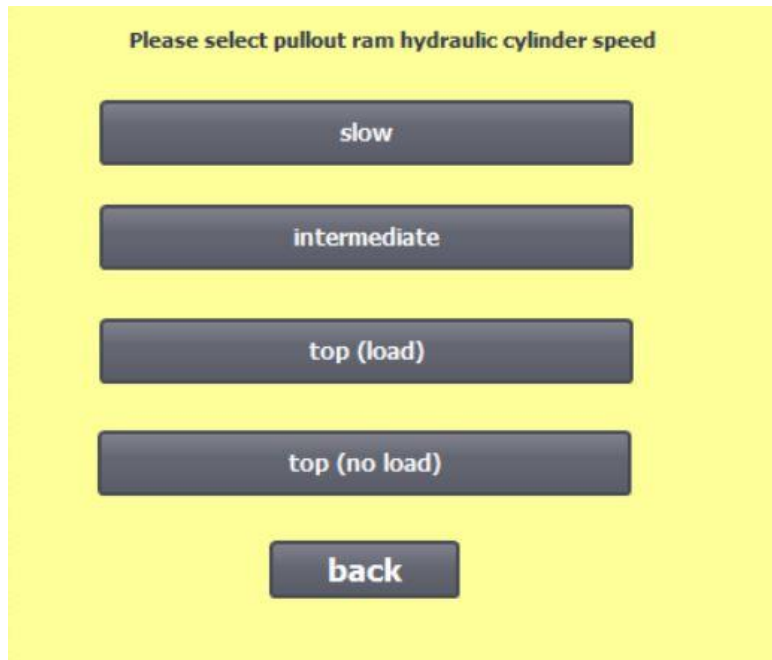 Please select pullout ram hydraulic cylinder speed
slow
intermediate
top (load)
top (no load)
back